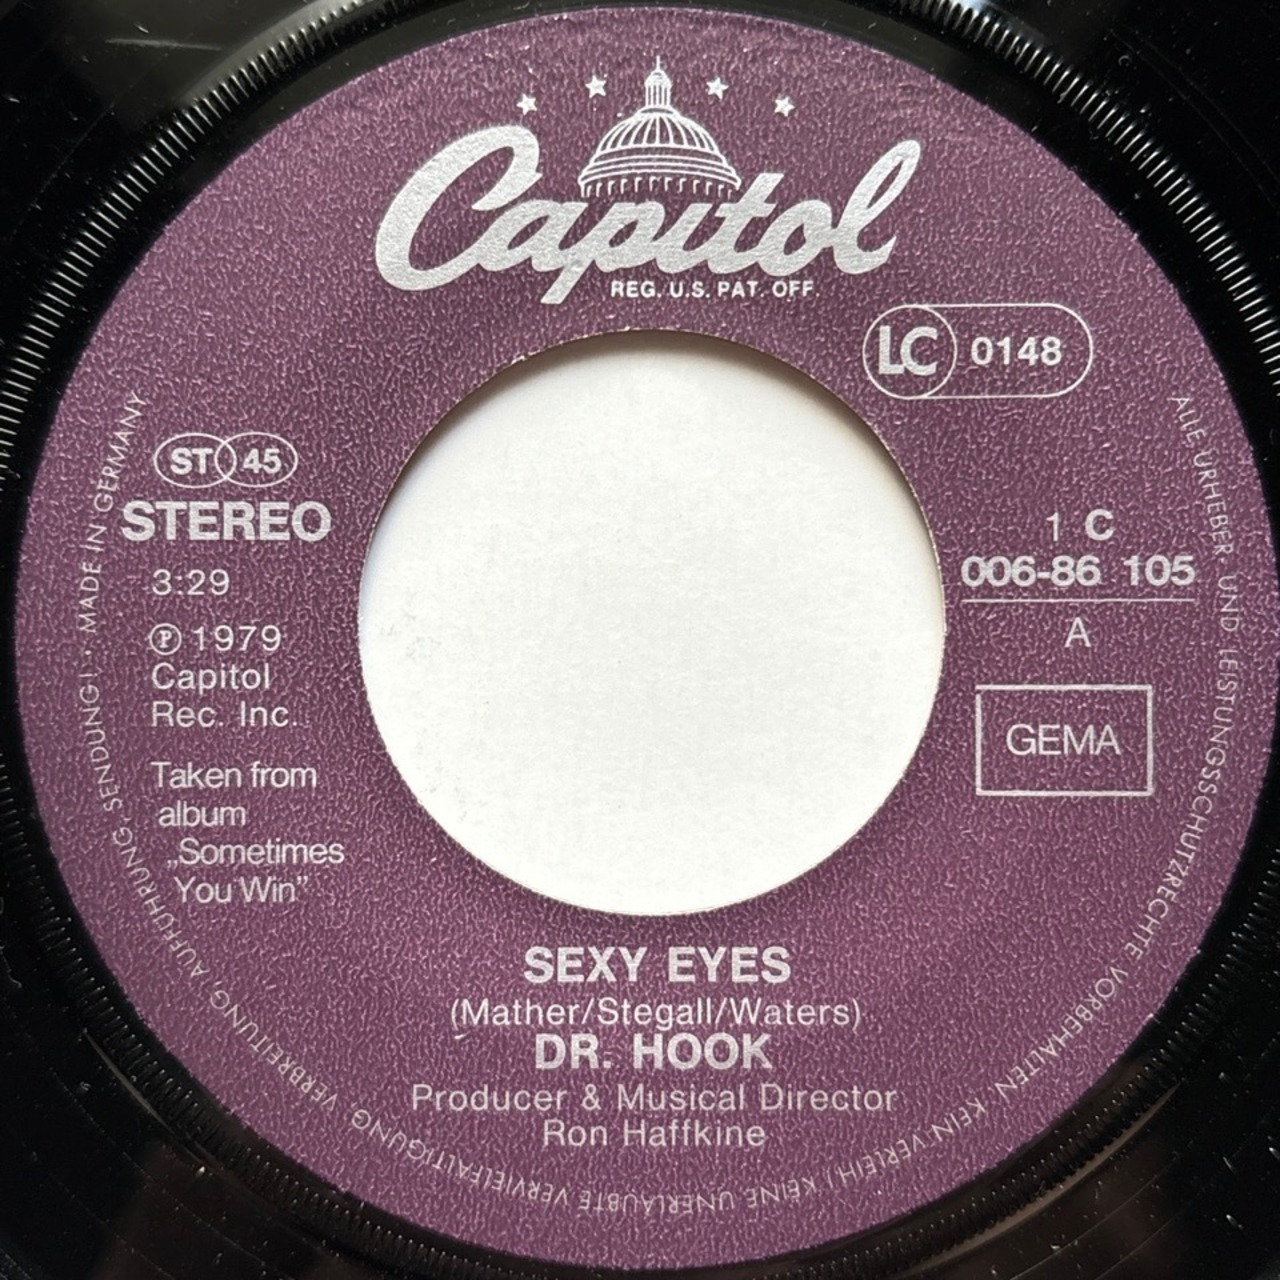 Capitol
REG. U.S. PAT. OFF.
LC 0148
ST 45
STEREO
3:29
Ⓟ 1979
Capitol
Rec. Inc.
Taken from
album
„Sometimes
You Win”
1 C
006-86 105
A
GEMA
SEXY EYES
(Mather/Stegall/Waters)
DR. HOOK
Producer & Musical Director
Ron Haffkine
ALLE URHEBER- UND LEISTUNGSSCHUTZRECHTE VORBEHALTEN. KEIN VERLEIH! KEINE UNERLAUBTE VERVIELFÄLTIGUNG, VERBREITUNG, AUFFÜHRUNG, SENDUNG! · MADE IN GERMANY